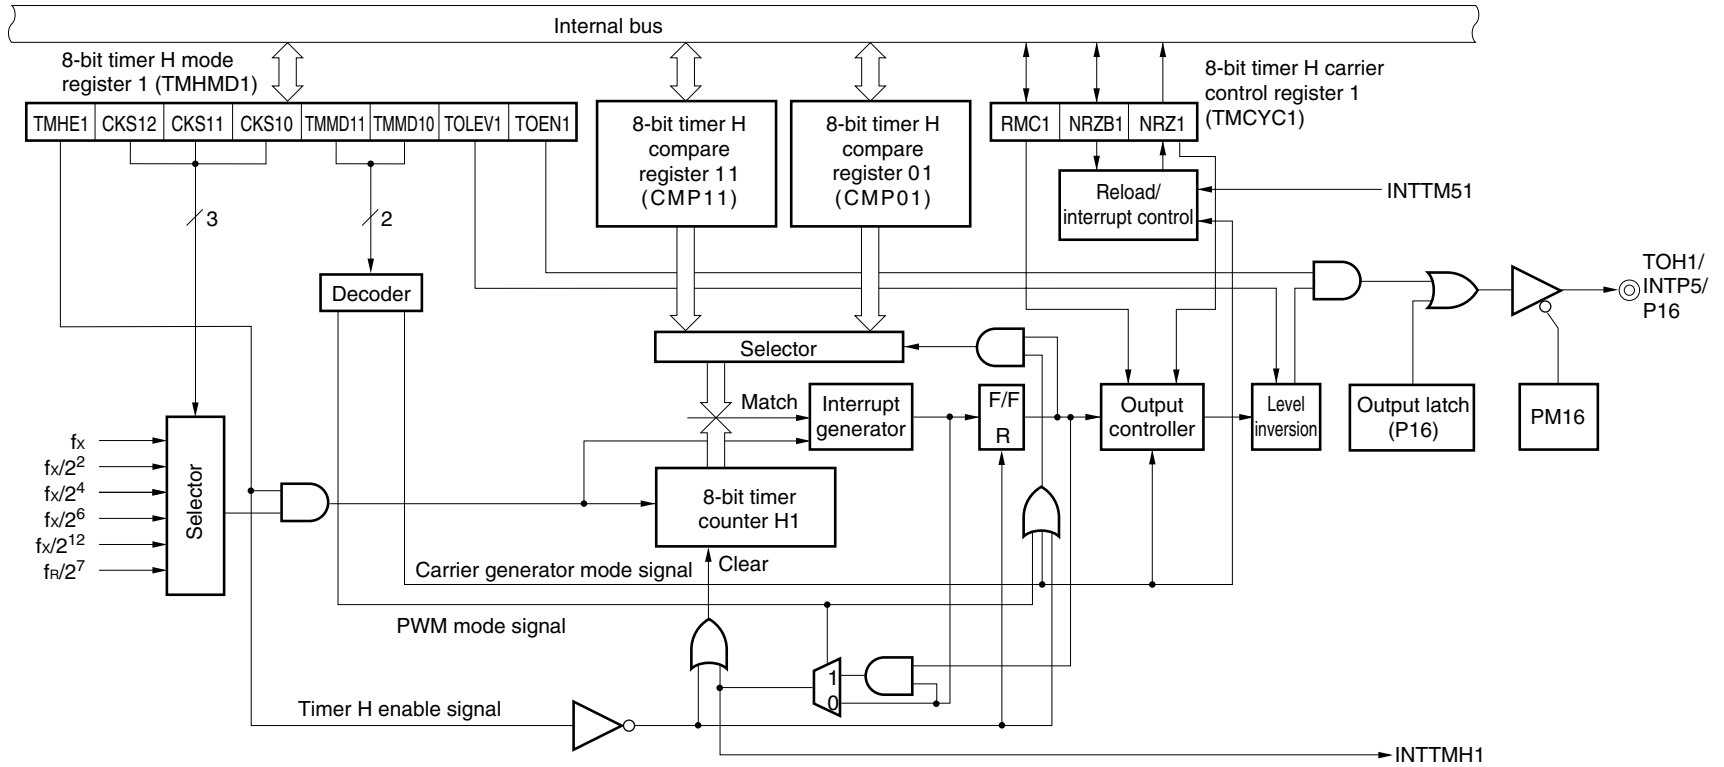 Internal bus
8-bit timer H mode
register 1 (TMHMD1)
8-bit timer H carrier
control register 1
(TMCYC1)
TMHE1 CKS12 CKS11 CKS10 TMMD11 TMMD10 TOLEV1 TOEN1
8-bit timer H
compare
register 11
(CMP11)
8-bit timer H
compare
register 01
(CMP01)
RMC1 NRZB1 NRZ1
Reload/
interrupt control
INTTM51
3
2
Decoder
TOH1/
INTP5/
P16
Selector
Match
Interrupt
generator
F/F
R
Output
controller
Level
inversion
Output latch
(P16)
PM16
fX
fX/2²
fX/2⁴
fX/2⁶
fX/2¹²
fR/2⁷
Selector
8-bit timer
counter H1
Clear
Carrier generator mode signal
PWM mode signal
1
0
Timer H enable signal
INTTMH1